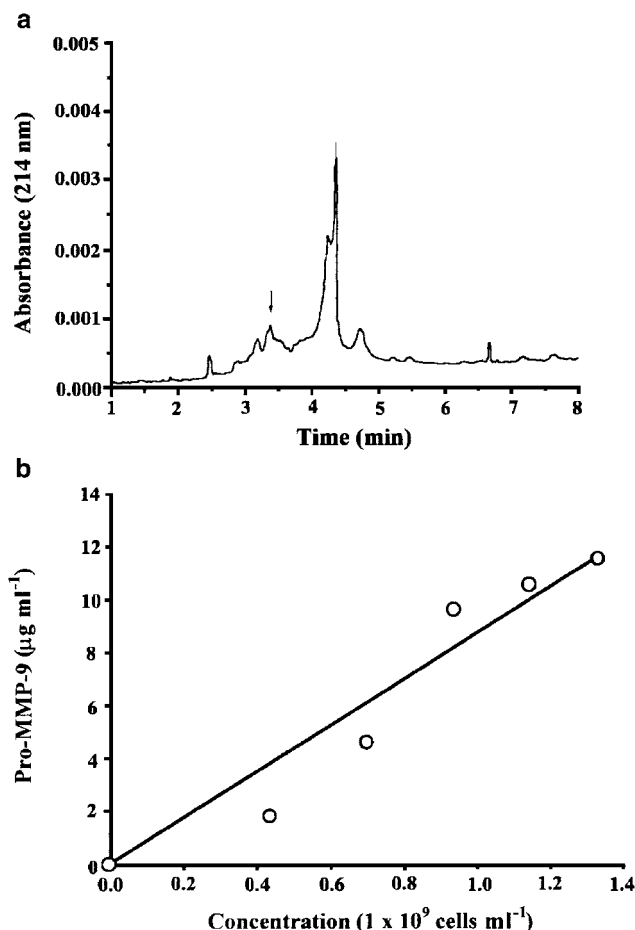 a
0.005
0.004
0.003
0.002
0.001
0.000
Absorbance (214 nm)
1 2 3 4 5 6 7 8
Time (min)
b
14
12
10
8
6
4
2
0
Pro-MMP-9 (μg ml⁻¹)
0.0 0.2 0.4 0.6 0.8 1.0 1.2 1.4
Concentration (1 x 10⁹ cells ml⁻¹)